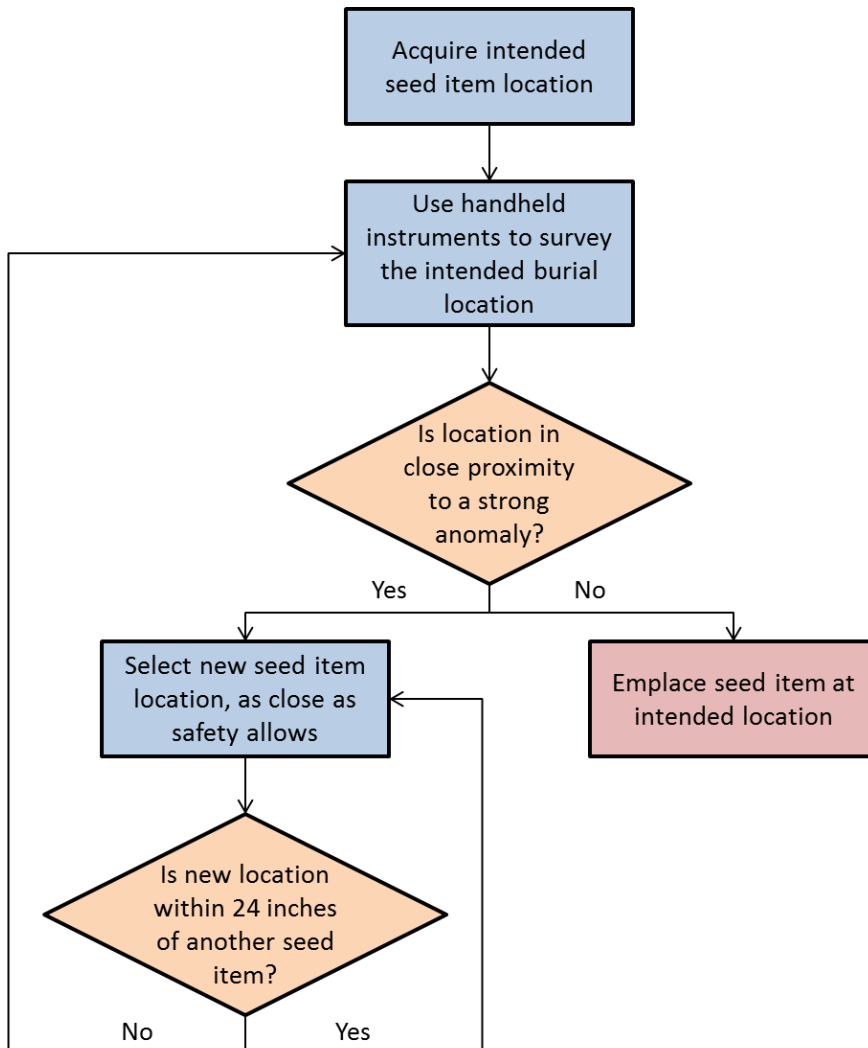 Acquire intended
seed item location
Use handheld
instruments to survey
the intended burial
location
Is location in
close proximity
to a strong
anomaly?
Yes
No
Select new seed item
location, as close as
safety allows
Emplace seed item at
intended location
Is new location
within 24 inches
of another seed
item?
No
Yes